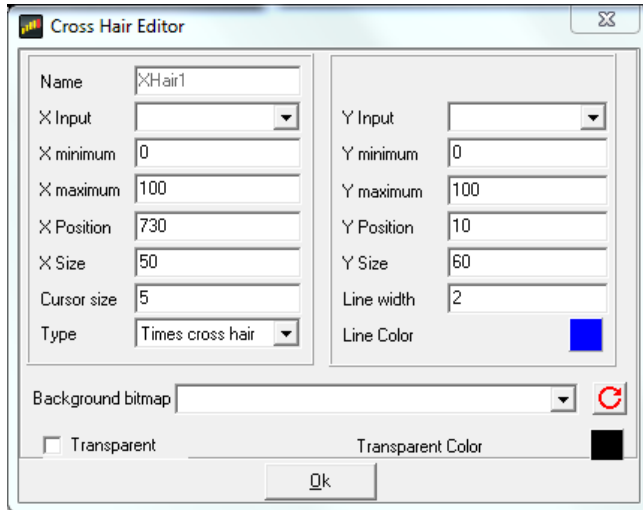 Cross Hair Editor
Name XHair1
X Input Y Input
X minimum 0 Y minimum 0
X maximum 100 Y maximum 100
X Position 730 Y Position 10
X Size 50 Y Size 60
Cursor size 5 Line width 2
Type Times cross hair Line Color
Background bitmap
Transparent Transparent Color
Ok